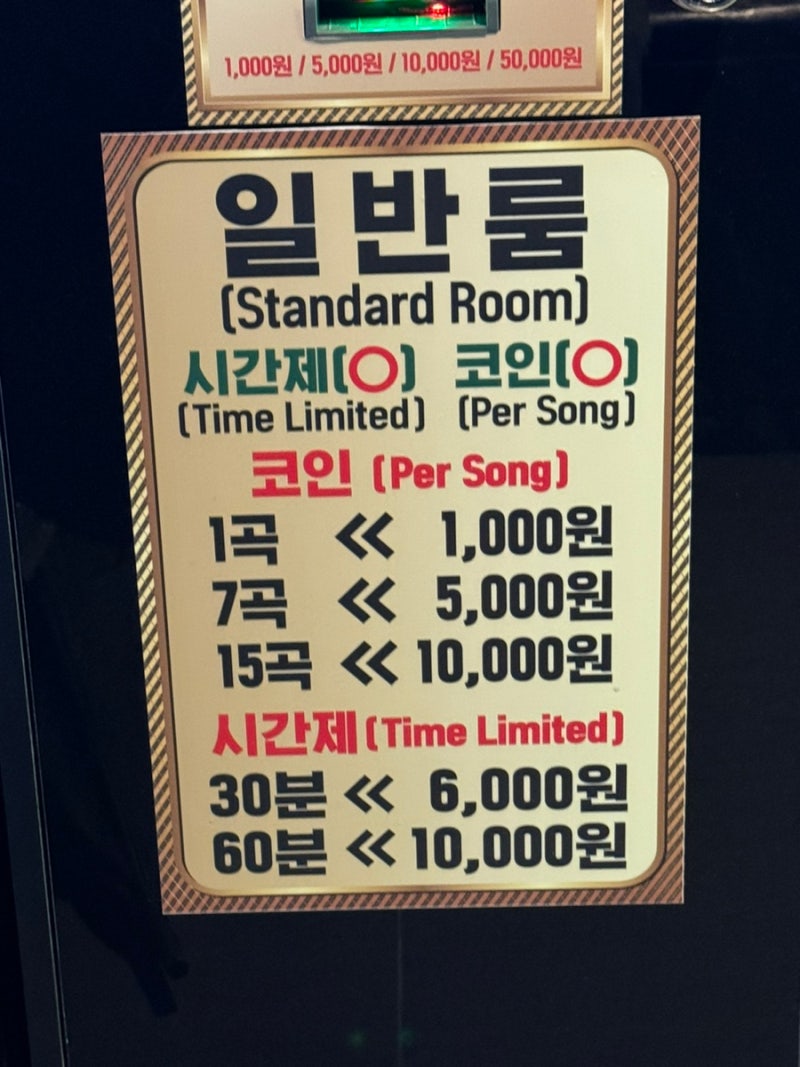 1,000원 / 5,000원 / 10,000원 / 50,000원
일반룸
(Standard Room)
시간제(○) 코인(○)
(Time Limited) (Per Song)
코인 (Per Song)
1곡 << 1,000원
7곡 << 5,000원
15곡 << 10,000원
시간제 (Time Limited)
30분 << 6,000원
60분 << 10,000원